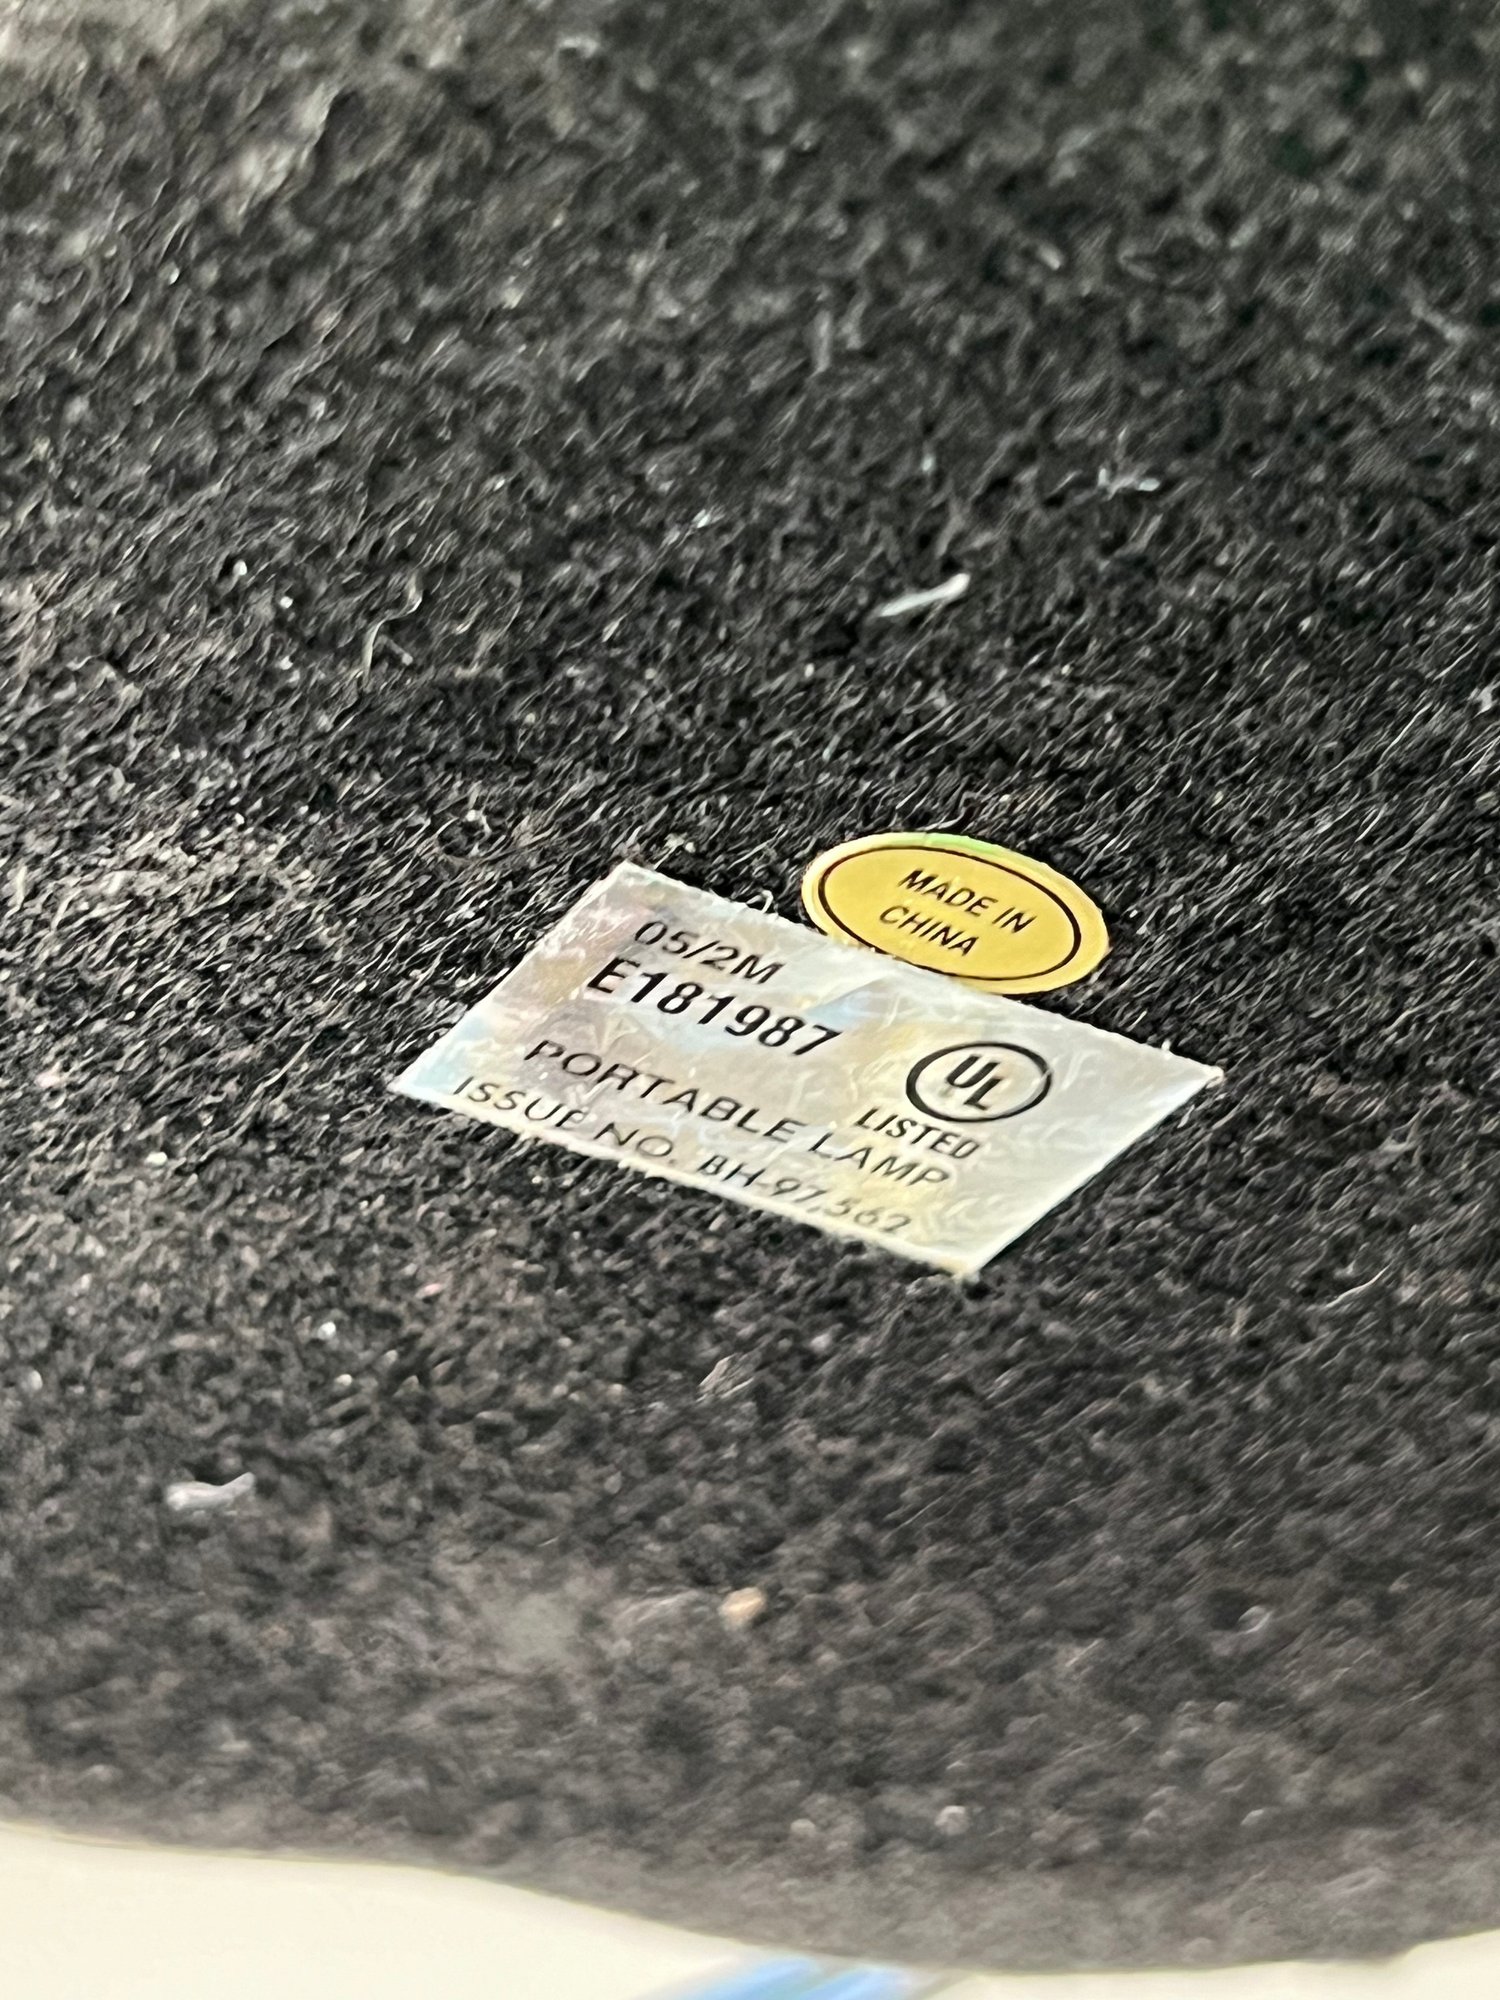 MADE IN
CHINA
05/2M
E181987
UL
LISTED
PORTABLE LAMP
ISSUE NO. BH-97,562